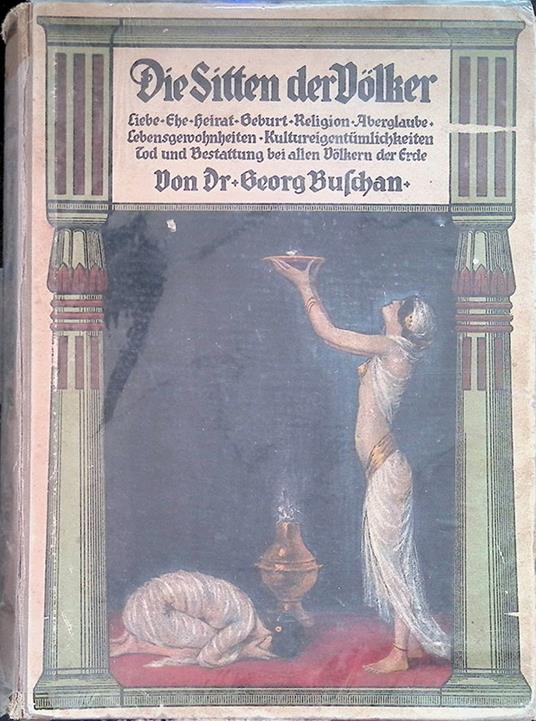 Die Sitten der Völker
Liebe · Ehe · Heirat · Geburt · Religion · Aberglaube ·
Lebensgewohnheiten · Kultureigentümlichkeiten
Tod und Bestattung bei allen Völkern der Erde
Von Dr · Georg Buschan ·